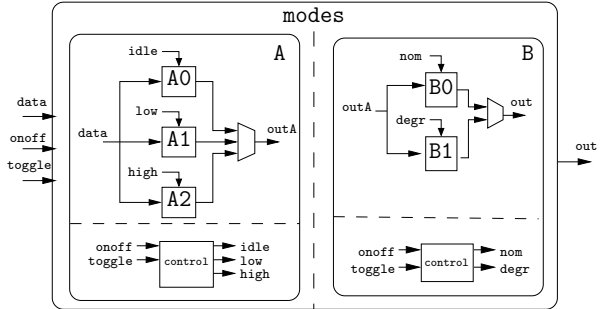 modes
A
B
idle
A0
low
data
A1
outA
high
A2
nom
B0
outA
out
degr
B1
data
onoff
toggle
out
onoff
toggle
control
idle
low
high
onoff
toggle
control
nom
degr